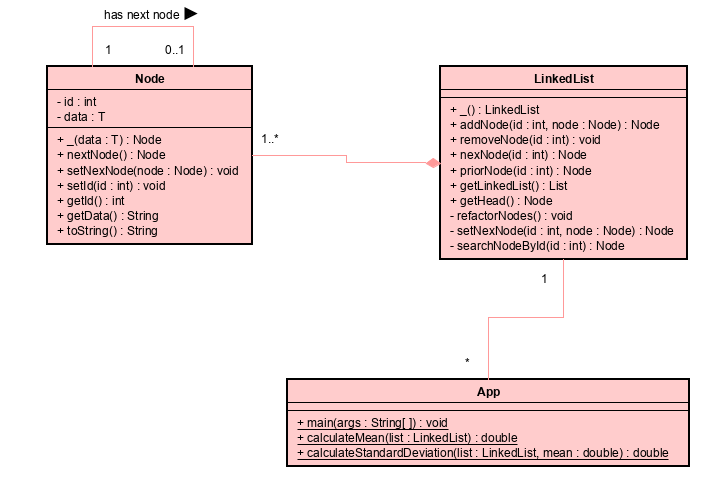 has next node ▶
1
0..1
Node
- id : int
- data : T
+ _(data : T) : Node
+ nextNode() : Node
+ setNexNode(node : Node) : void
+ setId(id : int) : void
+ getId() : int
+ getData() : String
+ toString() : String
1..*
LinkedList
+ _() : LinkedList
+ addNode(id : int, node : Node) : Node
+ removeNode(id : int) : void
+ nexNode(id : int) : Node
+ priorNode(id : int) : Node
+ getLinkedList() : List
+ getHead() : Node
- refactorNodes() : void
- setNexNode(id : int, node : Node) : Node
- searchNodeById(id : int) : Node
1
*
App
+ main(args : String[ ]) : void
+ calculateMean(list : LinkedList) : double
+ calculateStandardDeviation(list : LinkedList, mean : double) : double